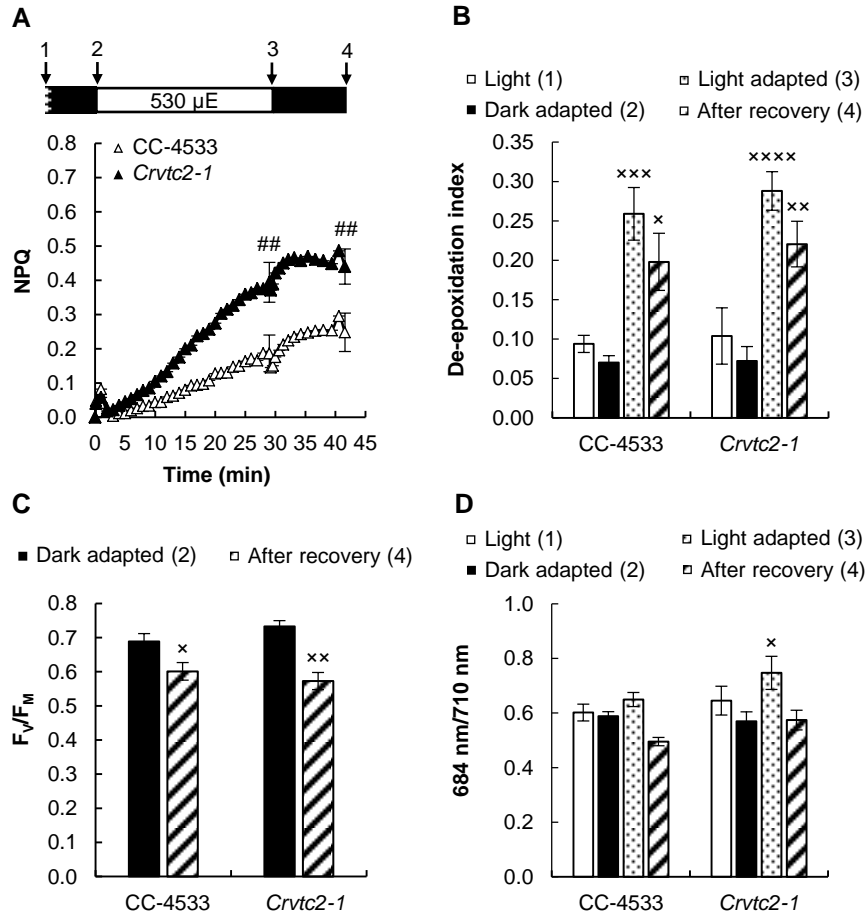 A
1 2 3 4
530 µE
0.8
0.7
0.6
0.5
0.4
0.3
0.2
0.1
0.0
NPQ
CC-4533
Crvtc2-1
##
##
0 5 10 15 20 25 30 35 40 45
Time (min)
B
Light (1)
Light adapted (3)
Dark adapted (2)
After recovery (4)
0.35
0.30
0.25
0.20
0.15
0.10
0.05
0.00
De-epoxidation index
×××
×
××××
××
CC-4533
Crvtc2-1
C
Dark adapted (2)
After recovery (4)
0.8
0.7
0.6
0.5
0.4
0.3
0.2
0.1
0.0
FV/FM
×
××
CC-4533
Crvtc2-1
D
Light (1)
Light adapted (3)
Dark adapted (2)
After recovery (4)
1.0
0.8
0.6
0.4
0.2
0.0
684 nm/710 nm
×
CC-4533
Crvtc2-1